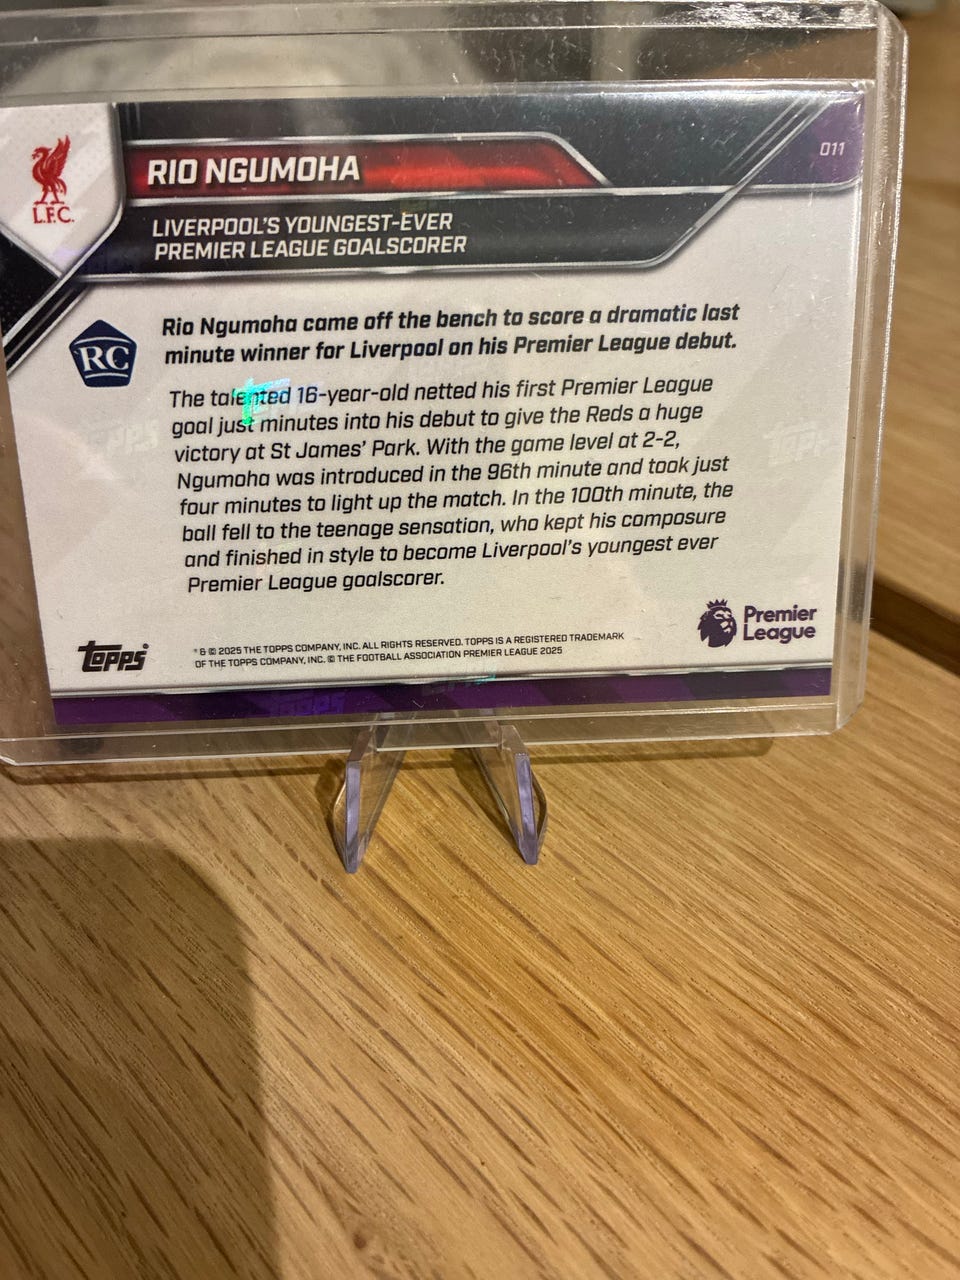 011
RIO NGUMOHA
L.F.C.
LIVERPOOL'S YOUNGEST-EVER
PREMIER LEAGUE GOALSCORER
RC
Rio Ngumoha came off the bench to score a dramatic last
minute winner for Liverpool on his Premier League debut.
The talented 16-year-old netted his first Premier League
goal just minutes into his debut to give the Reds a huge
victory at St James' Park. With the game level at 2-2,
Ngumoha was introduced in the 96th minute and took just
four minutes to light up the match. In the 100th minute, the
ball fell to the teenage sensation, who kept his composure
and finished in style to become Liverpool's youngest ever
Premier League goalscorer.
Topps
® & © 2025 THE TOPPS COMPANY, INC. ALL RIGHTS RESERVED. TOPPS IS A REGISTERED TRADEMARK
OF THE TOPPS COMPANY, INC. © THE FOOTBALL ASSOCIATION PREMIER LEAGUE 2025
Premier
League